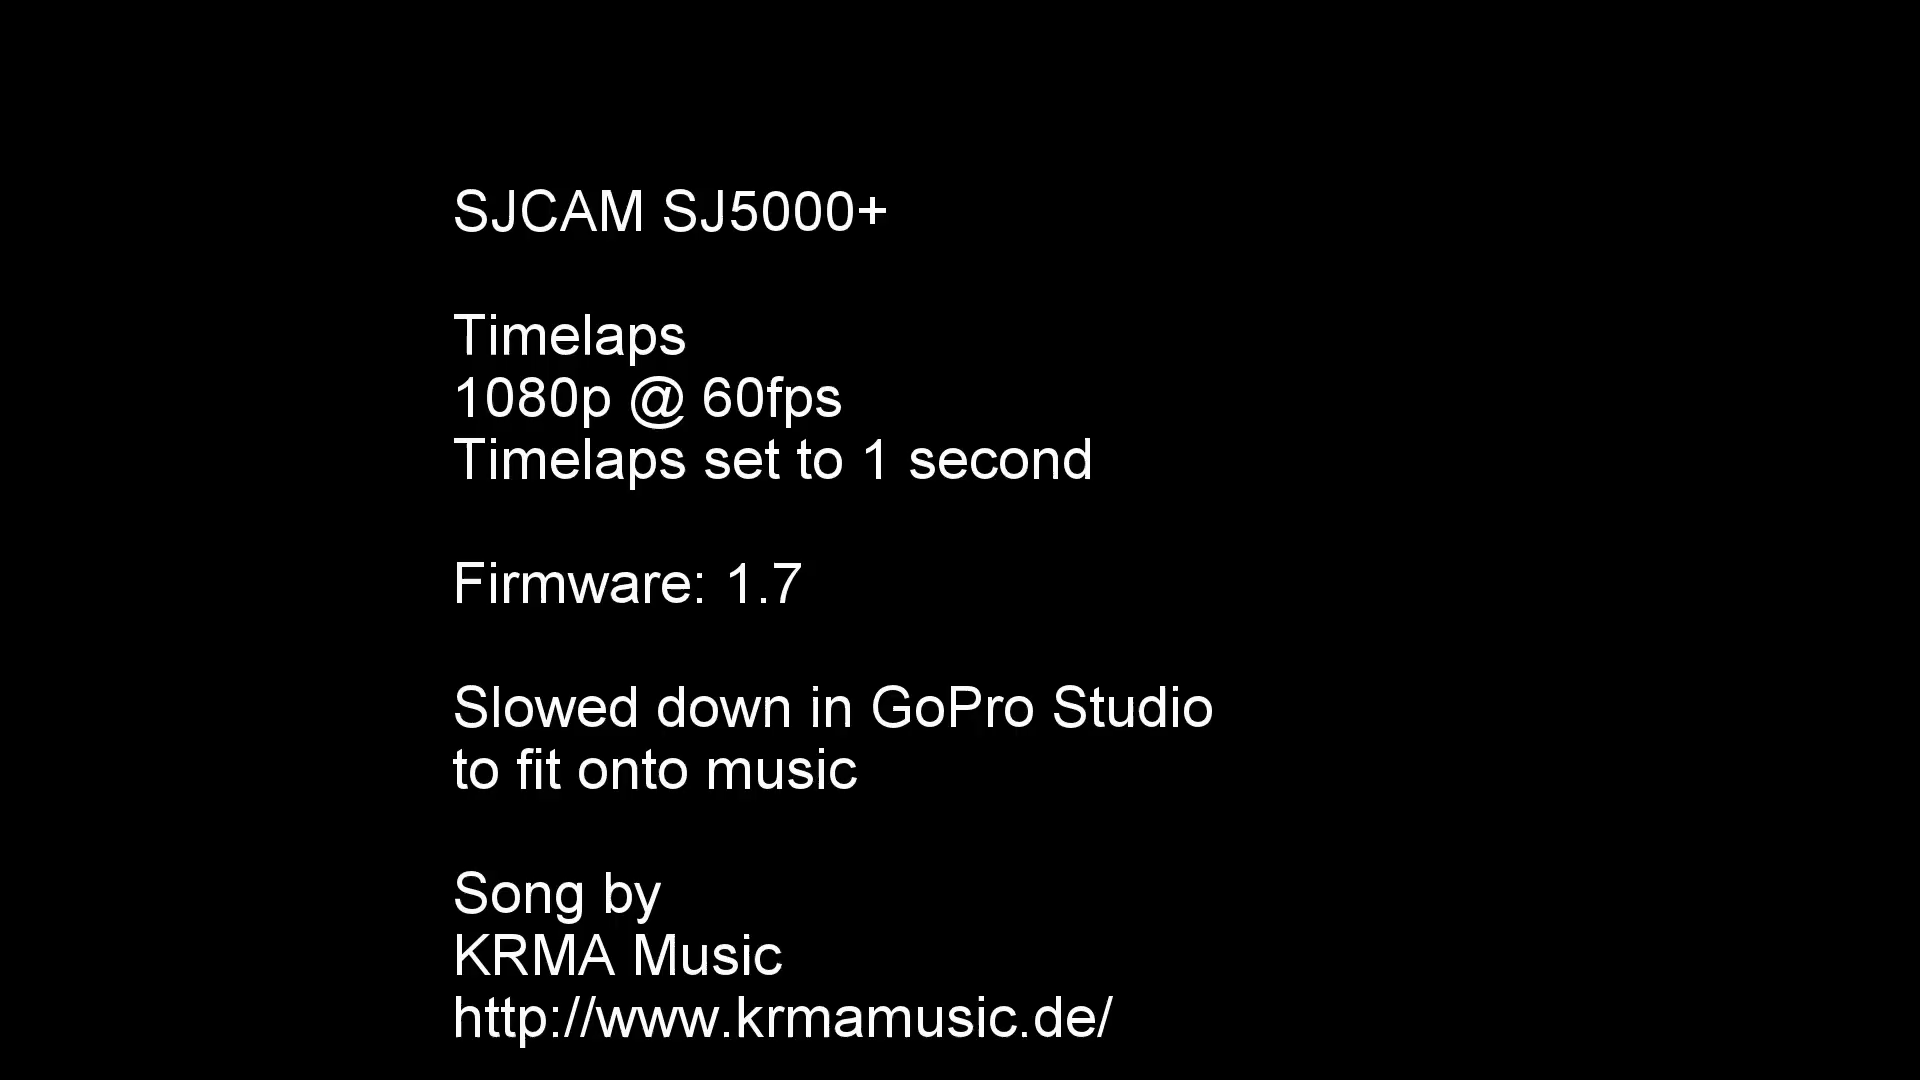 SJCAM SJ5000+
Timelaps
1080p @ 60fps
Timelaps set to 1 second
Firmware: 1.7
Slowed down in GoPro Studio
to fit onto music
Song by
KRMA Music
http://www.krmamusic.de/